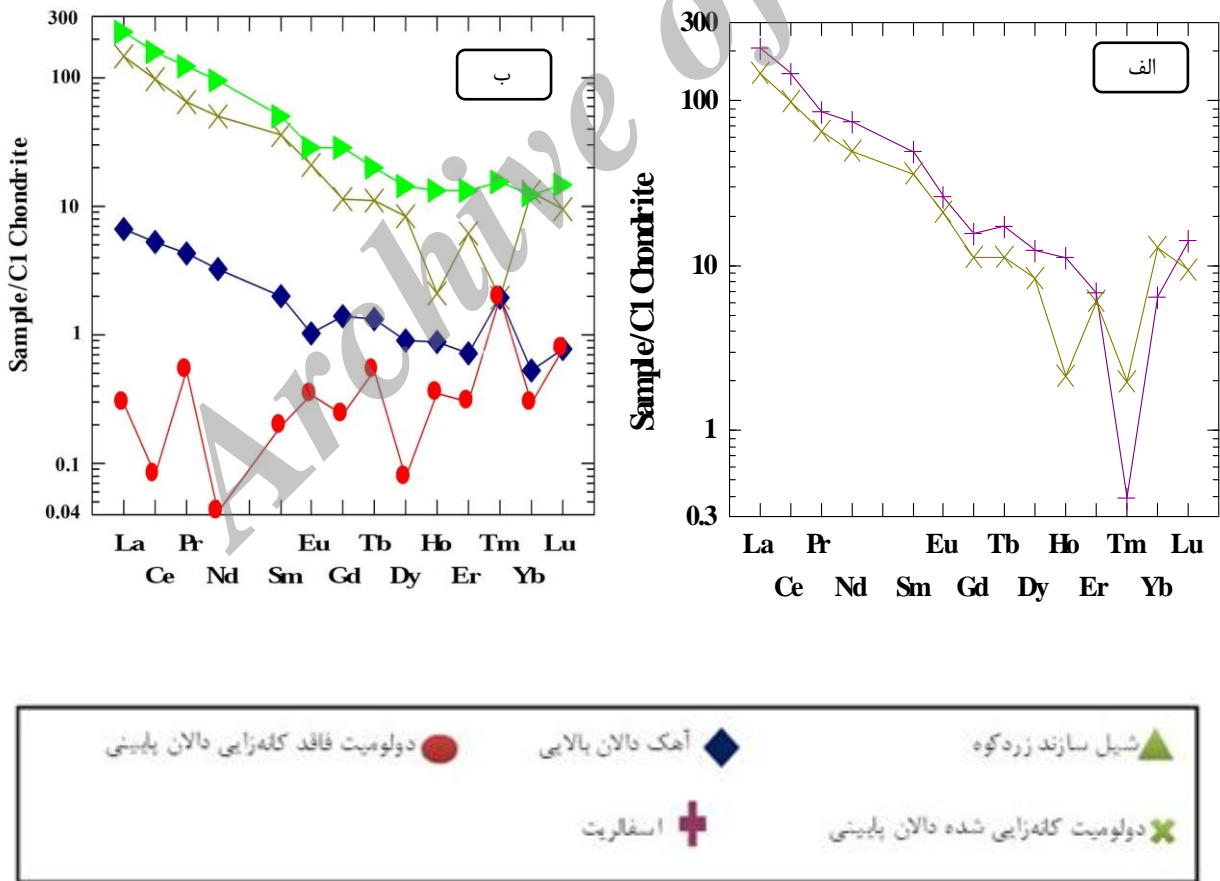 ب
300
100
10
1
0.1
0.04
Sample/C1 Chondrite
La Pr Eu Tb Ho Tm Lu
Ce Nd Sm Gd Dy Er Yb
الف
300
100
10
1
0.3
Sample/C1 Chondrite
La Pr Eu Tb Ho Tm Lu
Ce Nd Sm Gd Dy Er Yb
Archive of
شیل سازند زردکوه
آهک دالان بالایی
دولومیت فاقد کانه‌زایی دالان پایینی
دولومیت کانه‌زایی شده دالان پایینی
اسفالریت